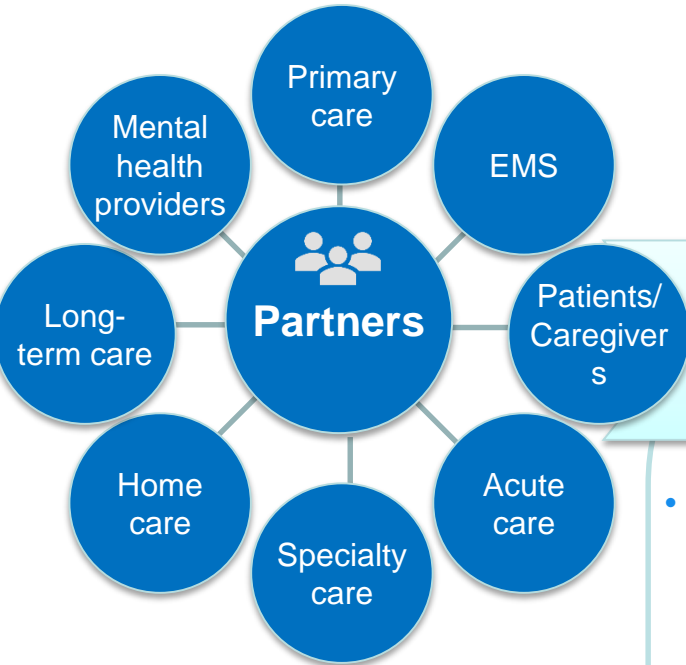 Primary
care
EMS
Patients/
Caregiver
s
Acute
care
Specialty
care
Home
care
Long-
term care
Mental
health
providers
Partners